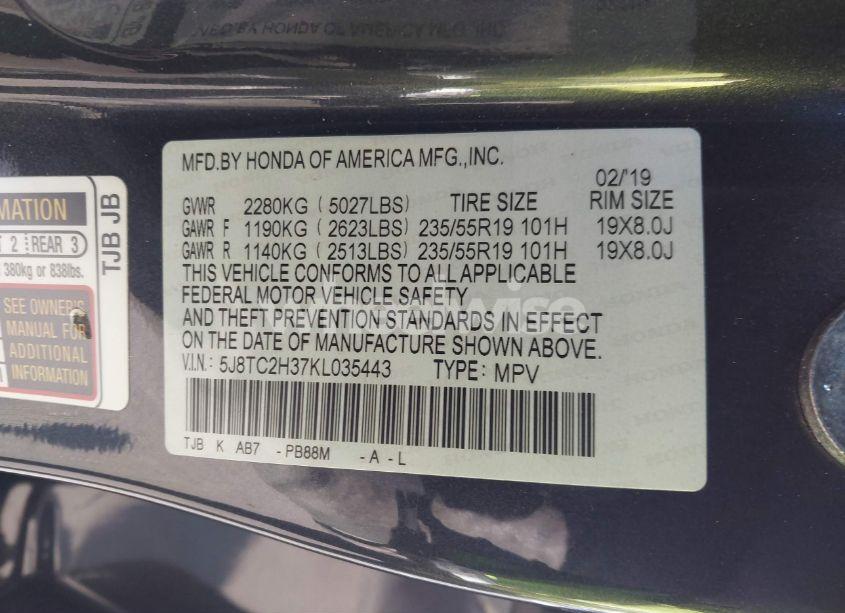 MFD.BY HONDA OF AMERICA MFG.,INC.
02/'19
GVWR 2280KG (5027LBS) TIRE SIZE RIM SIZE
GAWR F 1190KG (2623LBS) 235/55R19 101H 19X8.0J
GAWR R 1140KG (2513LBS) 235/55R19 101H 19X8.0J
THIS VEHICLE CONFORMS TO ALL APPLICABLE
FEDERAL MOTOR VEHICLE SAFETY
AND THEFT PREVENTION STANDARDS IN EFFECT
ON THE DATE OF MANUFACTURE SHOWN ABOVE.
V.I.N.: 5J8TC2H37KL035443 TYPE: MPV
TJB K AB7 -PB88M -A-L
MATION
2 REAR 3
380kg or 838lbs.
SEE OWNER'S
MANUAL FOR
ADDITIONAL
INFORMATION
TJB JB